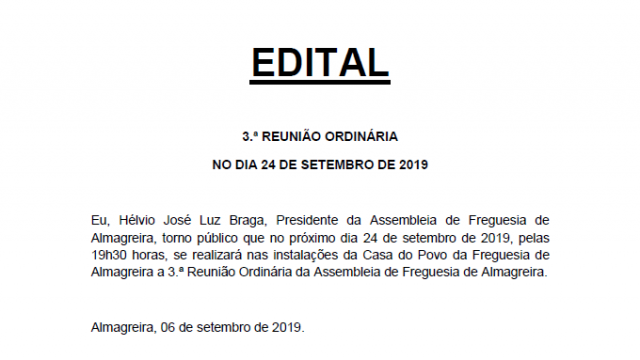 EDITAL
3.ª REUNIÃO ORDINÁRIA
NO DIA 24 DE SETEMBRO DE 2019
Eu, Hélvio José Luz Braga, Presidente da Assembleia de Freguesia de
Almagreira, torno público que no próximo dia 24 de setembro de 2019, pelas
19h30 horas, se realizará nas instalações da Casa do Povo da Freguesia de
Almagreira a 3.ª Reunião Ordinária da Assembleia de Freguesia de Almagreira.
Almagreira, 06 de setembro de 2019.